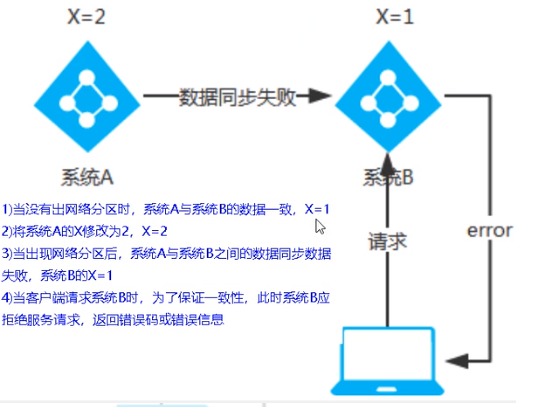 X=2
X=1
数据同步失败
系统A
系统B
1)当没有出网络分区时，系统A与系统B的数据一致，X=1
2)将系统A的X修改为2，X=2
3)当出现网络分区后，系统A与系统B之间的数据同步数据
失败，系统B的X=1
4)当客户端请求系统B时，为了保证一致性，此时系统B应
拒绝服务请求，返回错误码或错误信息
请求
error